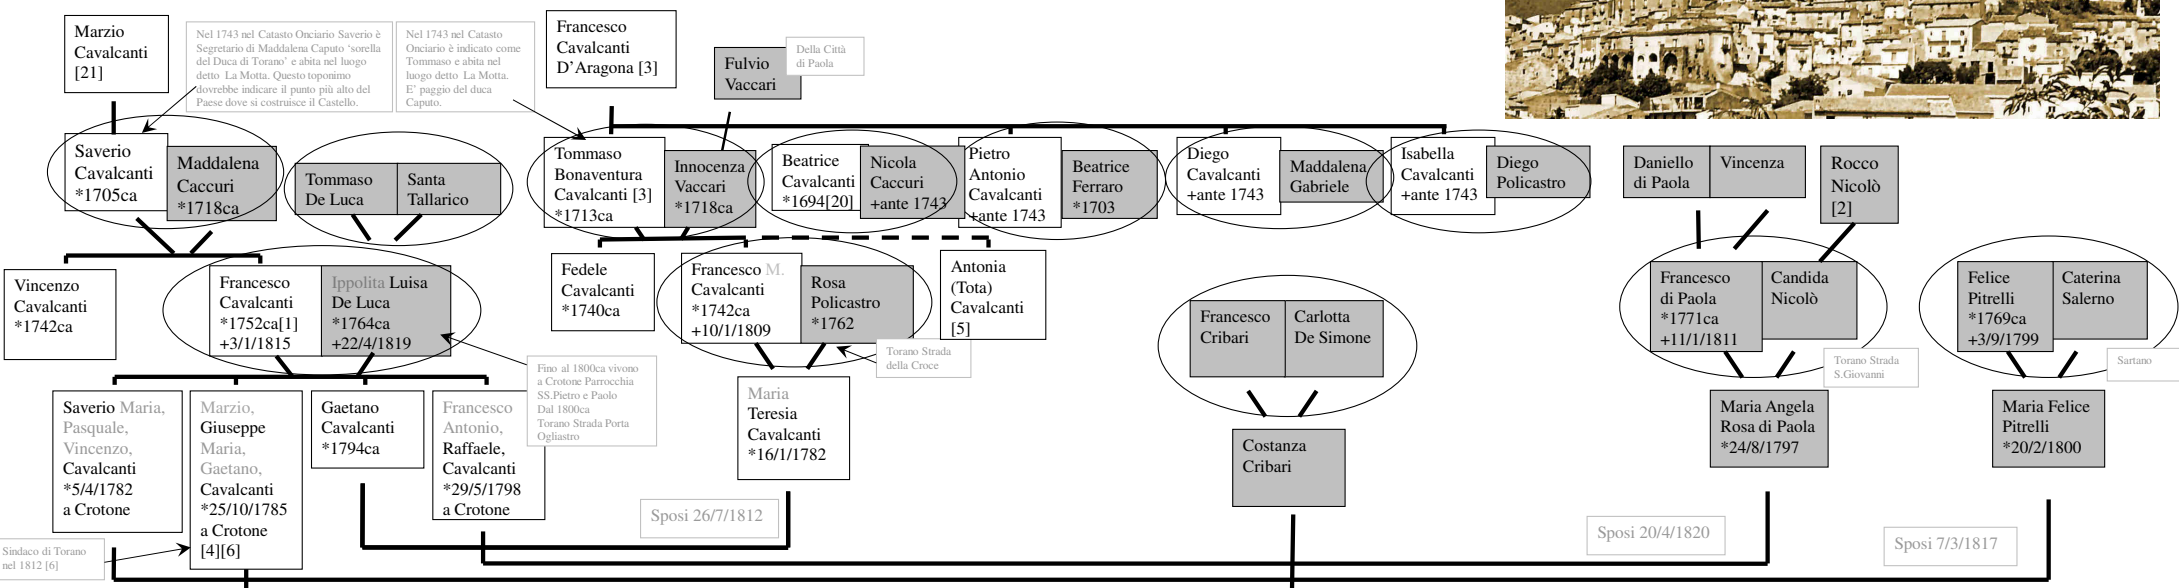 Marzio
Cavalcanti
[21]
Nel 1743 nel Catasto Onciario Saverio è
Segretario di Maddalena Caputo ‘sorella
del Duca di Torano’ e abita nel luogo
detto La Motta. Questo toponimo
dovrebbe indicare il punto più alto del
Paese dove si costruisce il Castello.
Nel 1743 nel Catasto
Onciario è indicato come
Tommaso e abita nel
luogo detto La Motta.
E’ paggio del duca
Caputo.
Francesco
Cavalcanti
D’Aragona [3]
Fulvio
Vaccari
Della Città
di Paola
Saverio
Cavalcanti
*1705ca
Maddalena
Caccuri
*1718ca
Tommaso
De Luca
Santa
Tallarico
Tommaso
Bonaventura
Cavalcanti [3]
*1713ca
Innocenza
Vaccari
*1718ca
Beatrice
Cavalcanti
*1694[20]
Nicola
Caccuri
+ante 1743
Pietro
Antonio
Cavalcanti
+ante 1743
Beatrice
Ferraro
*1703
Diego
Cavalcanti
+ante 1743
Maddalena
Gabriele
Isabella
Cavalcanti
+ante 1743
Diego
Policastro
Daniello
di Paola
Vincenza
Rocco
Nicolò
[2]
Vincenzo
Cavalcanti
*1742ca
Francesco
Cavalcanti
*1752ca[1]
+3/1/1815
Ippolita Luisa
De Luca
*1764ca
+22/4/1819
Fedele
Cavalcanti
*1740ca
Francesco M.
Cavalcanti
*1742ca
+10/1/1809
Rosa
Policastro
*1762
Antonia
(Tota)
Cavalcanti
[5]
Francesco
Cribari
Carlotta
De Simone
Francesco
di Paola
*1771ca
+11/1/1811
Candida
Nicolò
Felice
Pitrelli
*1769ca
+3/9/1799
Caterina
Salerno
Fino al 1800ca vivono
a Crotone Parrocchia
SS.Pietro e Paolo
Dal 1800ca
Torano Strada Porta
Ogliastro
Torano Strada
della Croce
Torano Strada
S.Giovanni
Sartano
Saverio Maria,
Pasquale,
Vincenzo,
Cavalcanti
*5/4/1782
a Crotone
Marzio,
Giuseppe
Maria,
Gaetano,
Cavalcanti
*25/10/1785
a Crotone
[4][6]
Gaetano
Cavalcanti
*1794ca
Francesco
Antonio,
Raffaele,
Cavalcanti
*29/5/1798
a Crotone
Maria
Teresia
Cavalcanti
*16/1/1782
Costanza
Cribari
Maria Angela
Rosa di Paola
*24/8/1797
Maria Felice
Pitrelli
*20/2/1800
Sposi 26/7/1812
Sposi 20/4/1820
Sposi 7/3/1817
Sindaco di Torano
nel 1812 [6]